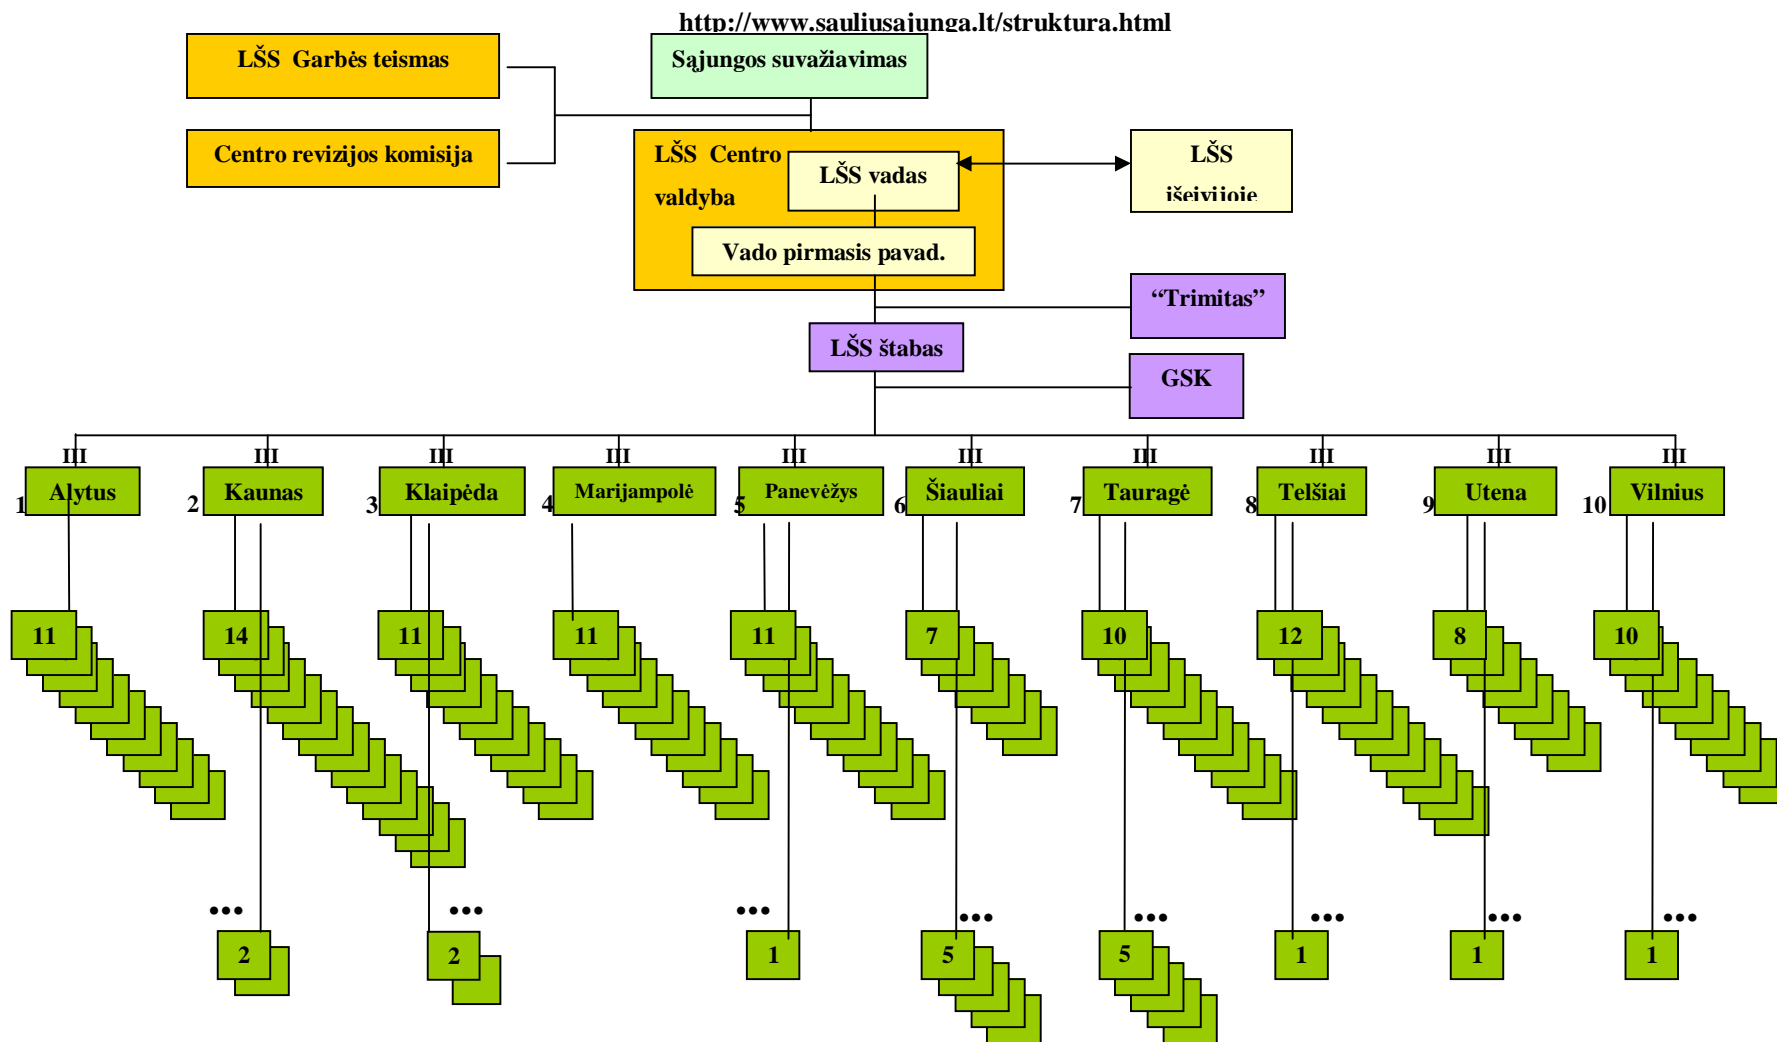 http://www.sauliusajunga.lt/struktura.html
LŠS Garbės teismas
Sąjungos suvažiavimas
Centro revizijos komisija
LŠS Centro
valdyba
LŠS vadas
LŠS
išeivijoje
Vado pirmasis pavad.
“Trimitas”
LŠS štabas
GSK
III III III III III III III III III III
1 Alytus
2 Kaunas
3 Klaipėda
4 Marijampolė
5 Panevėžys
6 Šiauliai
7 Tauragė
8 Telšiai
9 Utena
10 Vilnius
11 14 11 11 11 7 10 12 8 10
... ... ... ... ... ... ... ...
2 2 1 5 5 1 1 1